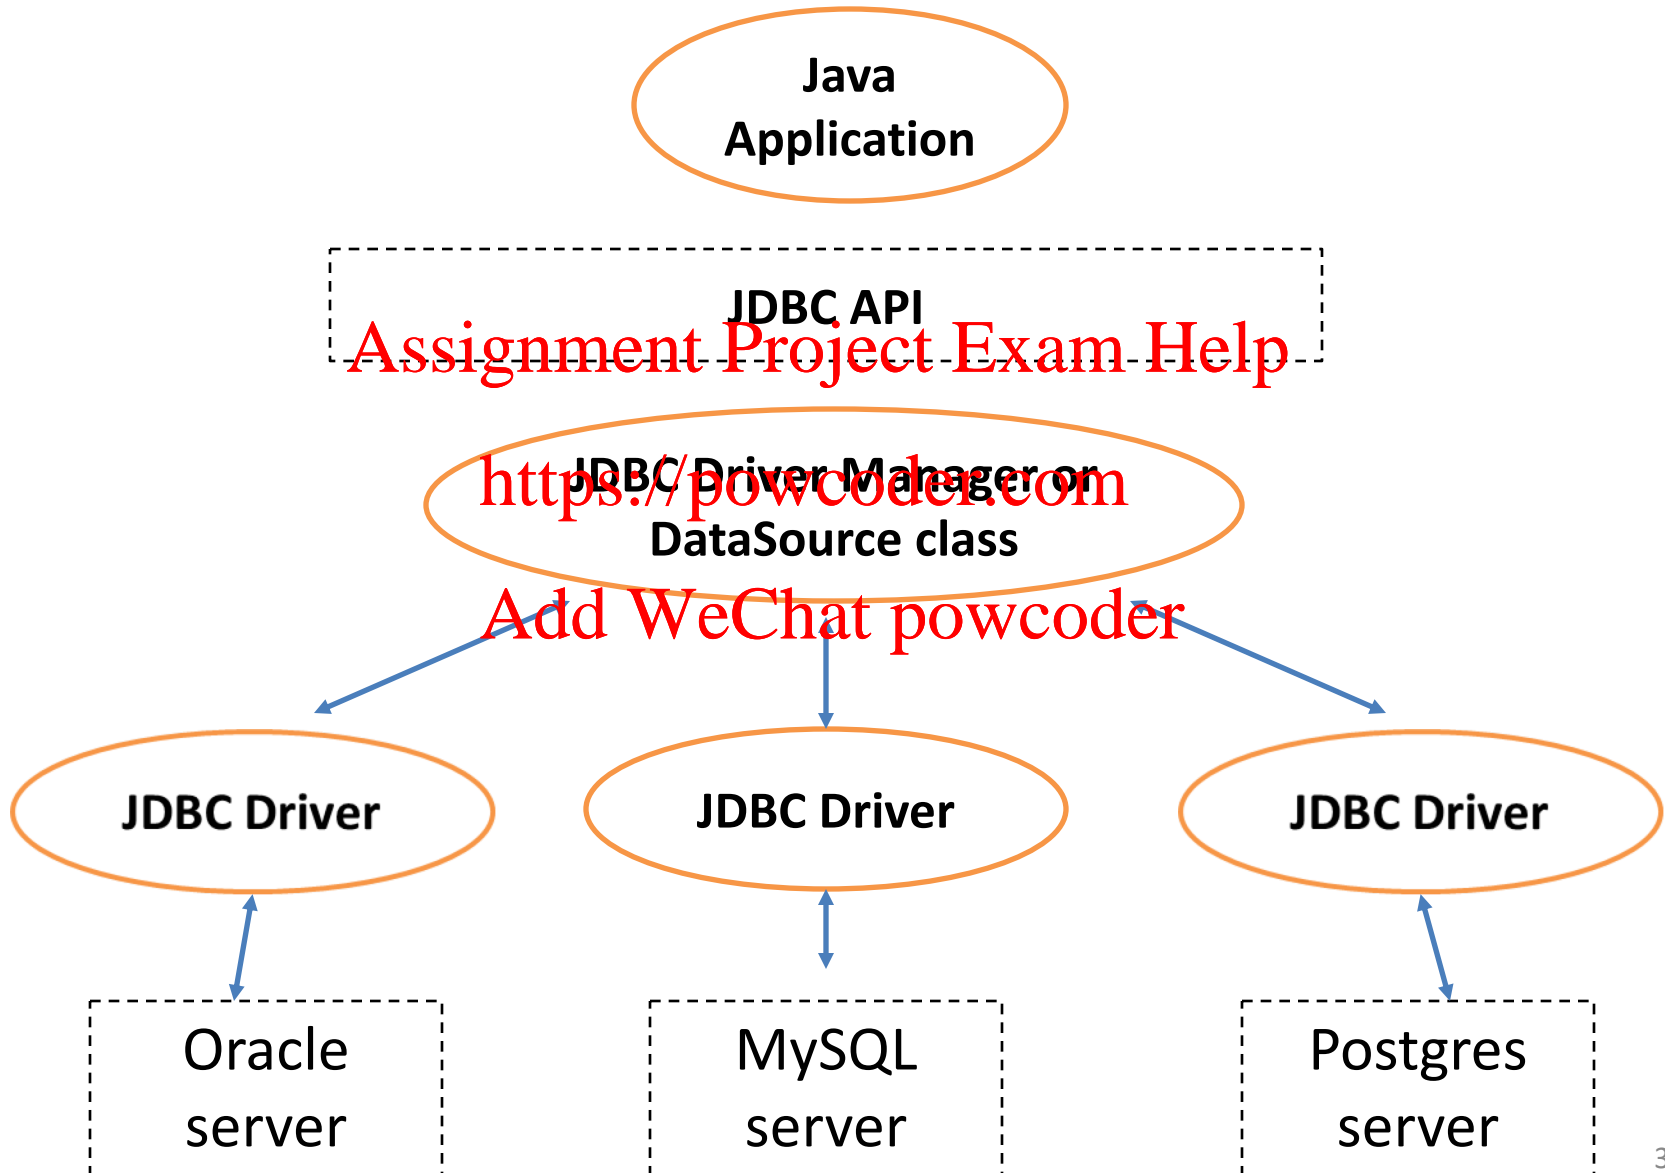 Java
Application
JDBC API
Assignment Project Exam Help
JDBC Driver Manager or
https://powcoder.com
DataSource class
Add WeChat powcoder
JDBC Driver
JDBC Driver
JDBC Driver
Oracle
server
MySQL
server
Postgres
server
3